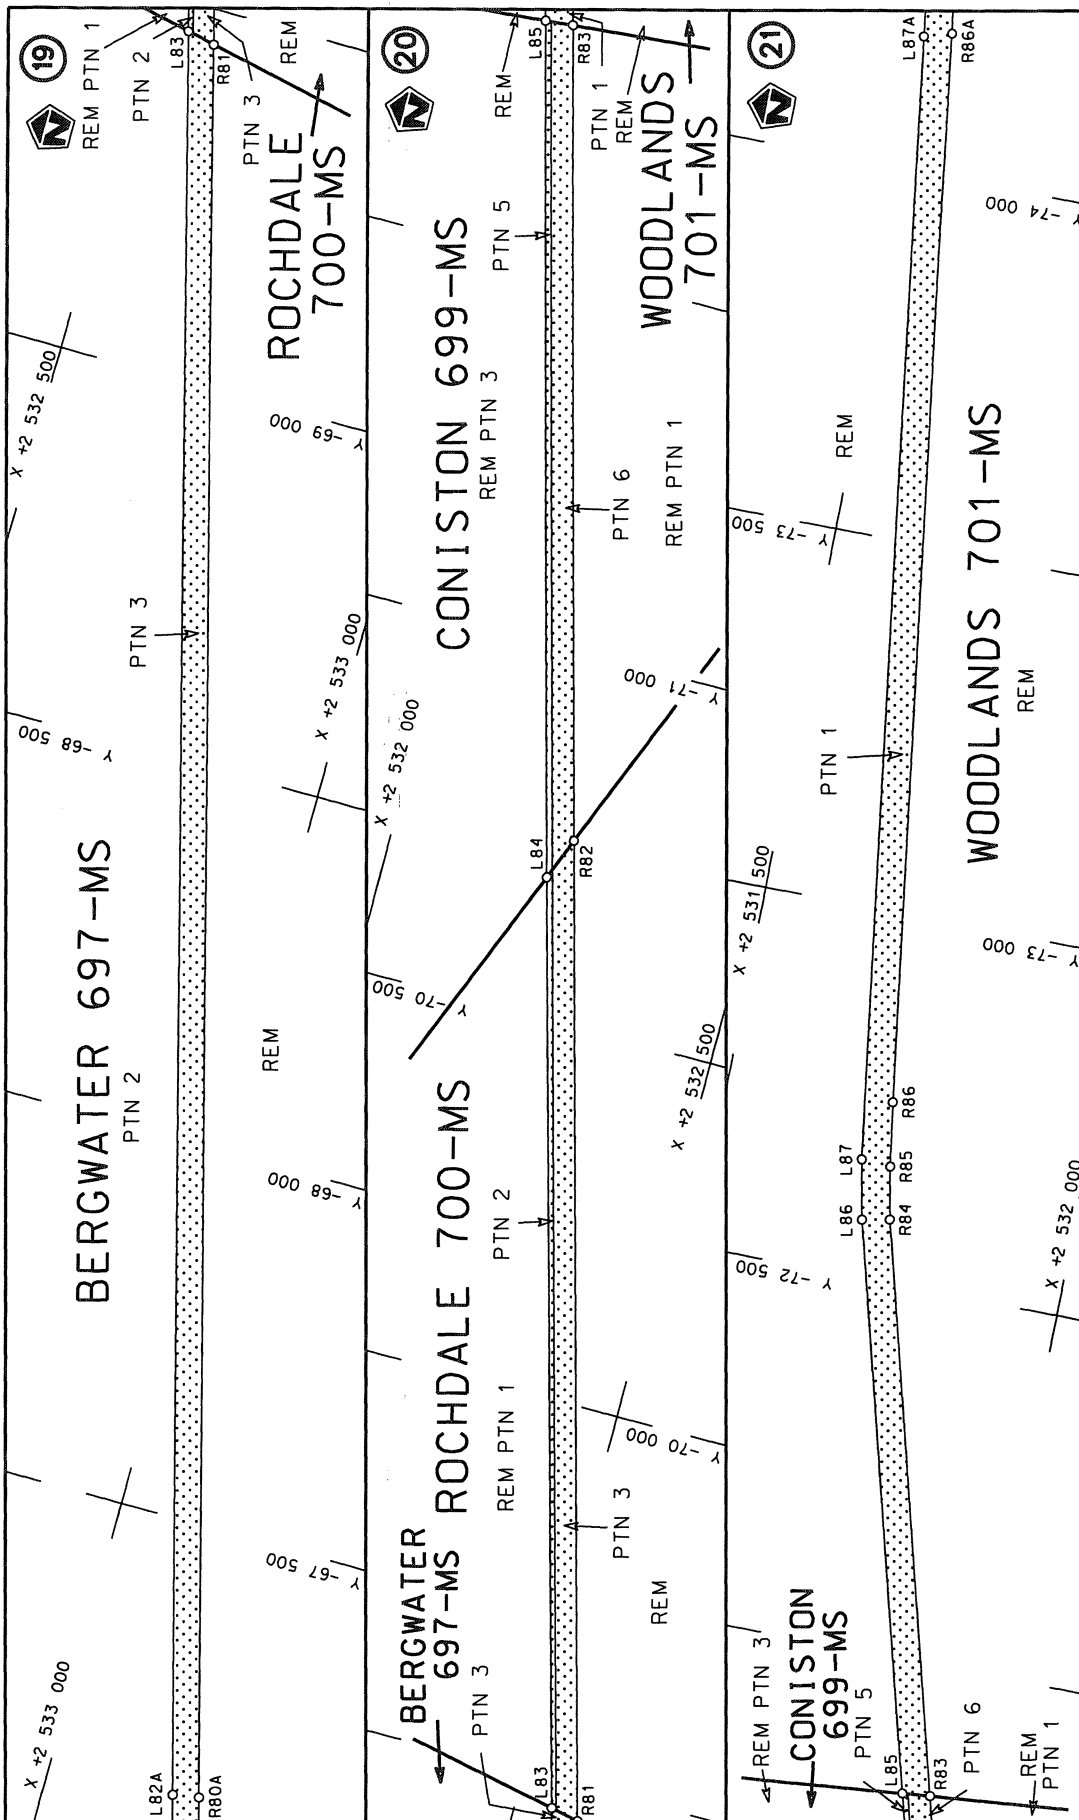 19
N
REM PTN 1
PTN 2
L83
R81
PTN 3
REM
ROCHDALE
700-MS
X +2 532 500
Y -69 000
PTN 3
Y -68 500
X +2 533 000
BERGWATER 697-MS
PTN 2
REM
Y -68 000
Y -67 500
X +2 533 000
L82A
R80A
20
N
REM
L85
R83
PTN 1
REM
WOODLANDS
701-MS
CONISTON 699-MS
REM PTN 3
PTN 5
PTN 6
REM PTN 1
X +2 532 000
Y -71 000
L84
R82
Y -70 500
ROCHDALE 700-MS
REM PTN 1
PTN 2
X +2 532 500
Y -70 000
PTN 3
REM
BERGWATER
697-MS
PTN 3
L83
R81
21
N
L87A
R86A
Y -74 000
Y -73 500
REM
WOODLANDS 701-MS
REM
PTN 1
X +2 531 500
Y -73 000
L87
R86
R85
L86
R84
Y -72 500
X +2 532 000
REM PTN 3
CONISTON
699-MS
PTN 5
L85
R83
PTN 6
REM
PTN 1